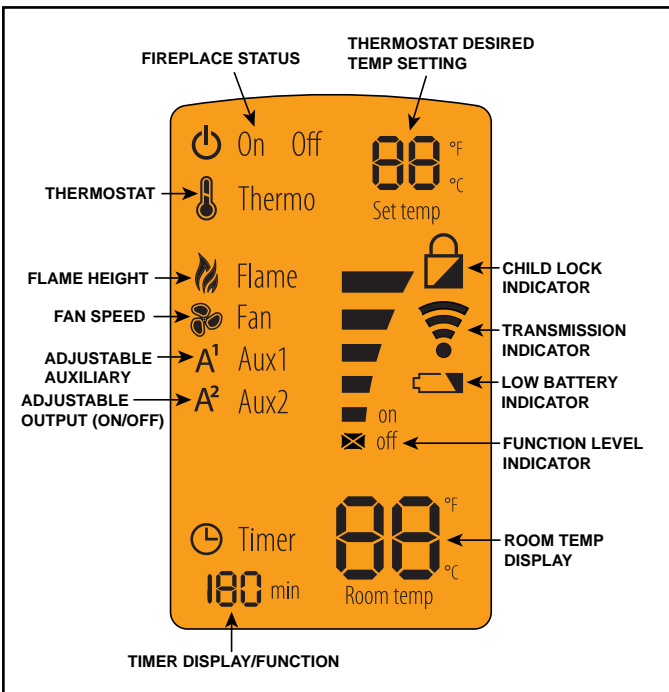 FIREPLACE STATUS
THERMOSTAT DESIRED
TEMP SETTING
On Off
88 °F
°C
Set temp
THERMOSTAT
Thermo
FLAME HEIGHT
Flame
CHILD LOCK
INDICATOR
FAN SPEED
Fan
TRANSMISSION
INDICATOR
ADJUSTABLE
AUXILIARY
A¹ Aux1
ADJUSTABLE
OUTPUT (ON/OFF)
A² Aux2
LOW BATTERY
INDICATOR
on
off
FUNCTION LEVEL
INDICATOR
Timer
180 min
88 °F
°C
Room temp
ROOM TEMP
DISPLAY
TIMER DISPLAY/FUNCTION